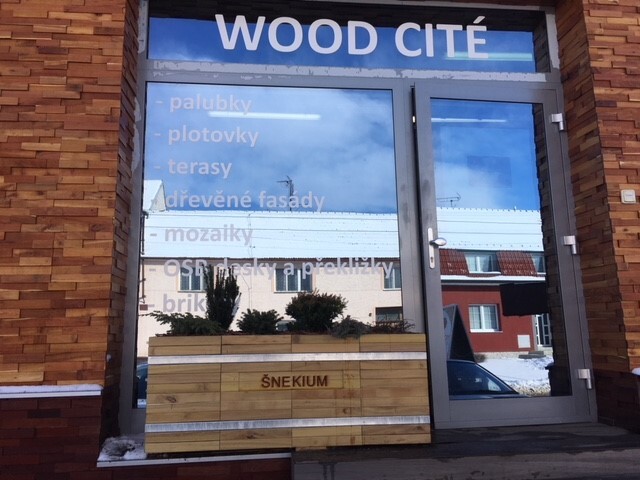 WOOD CITÉ
- palubky
- plotovky
- terasy
- dřevěné fasády
- mozaiky
- OSB desky a překližky
ŠNEKIUM